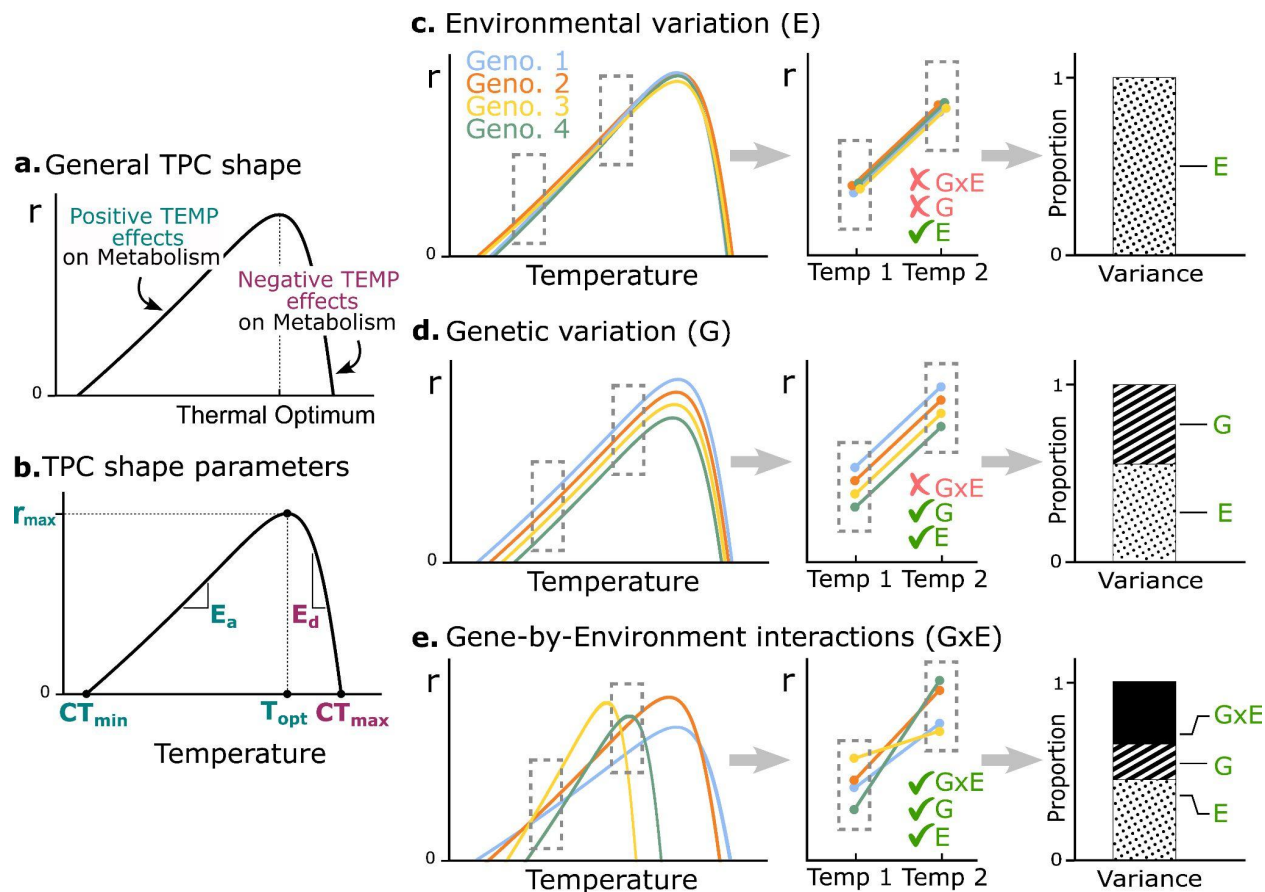 a. General TPC shape
r
Positive TEMP
effects
on Metabolism
Negative TEMP
effects
on Metabolism
0
Thermal Optimum
b. TPC shape parameters
rmax
Ea
Ed
0
CTmin
Topt
CTmax
Temperature
c. Environmental variation (E)
r
Geno. 1
Geno. 2
Geno. 3
Geno. 4
0
Temperature
r
✗ GxE
✗ G
✓ E
Temp 1
Temp 2
Proportion
1
0
E
Variance
d. Genetic variation (G)
r
0
Temperature
r
✗ GxE
✓ G
✓ E
Temp 1
Temp 2
Proportion
1
0
G
E
Variance
e. Gene-by-Environment interactions (GxE)
r
0
Temperature
r
✓ GxE
✓ G
✓ E
Temp 1
Temp 2
Proportion
1
0
GxE
G
E
Variance